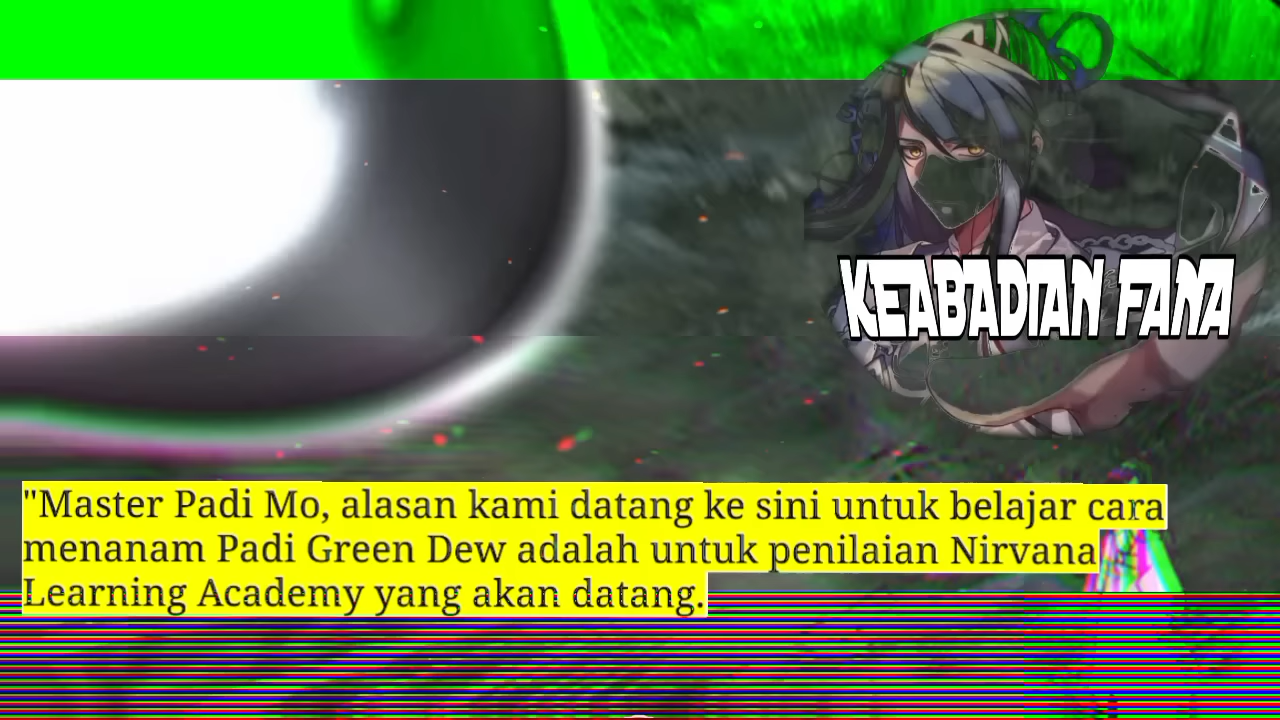 KEABADIAN FANA
"Master Padi Mo, alasan kami datang ke sini untuk belajar cara
menanam Padi Green Dew adalah untuk penilaian Nirvana
Learning Academy yang akan datang.